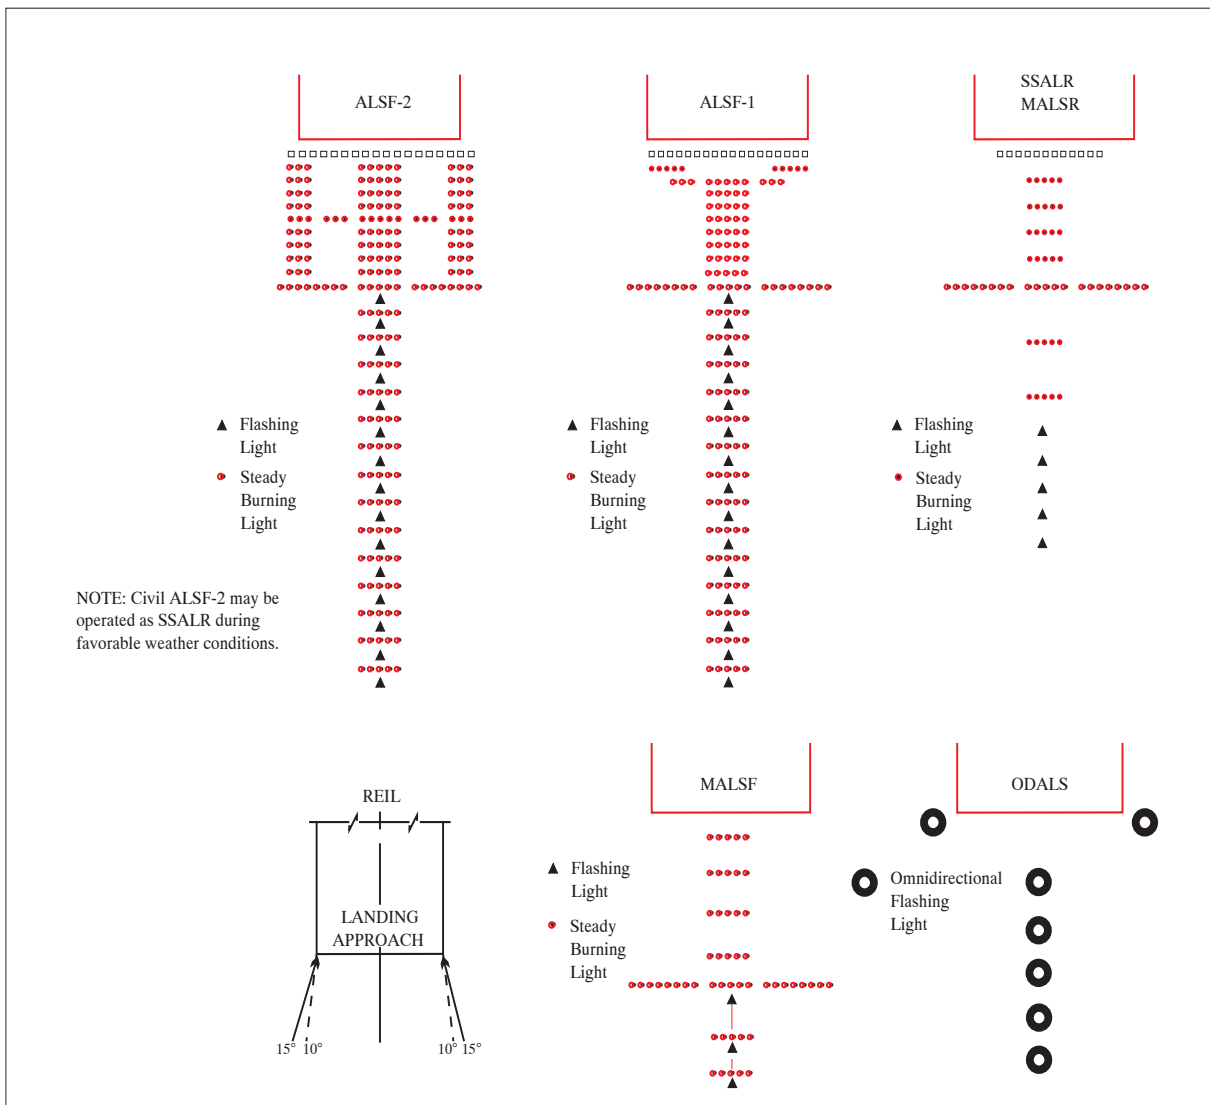 ALSF-2
ALSF-1
SSALR
MALSR
Flashing
Light
Steady
Burning
Light
Flashing
Light
Steady
Burning
Light
Flashing
Light
Steady
Burning
Light
NOTE: Civil ALSF-2 may be
operated as SSALR during
favorable weather conditions.
REIL
LANDING
APPROACH
15° 10°
10° 15°
MALSF
Flashing
Light
Steady
Burning
Light
ODALS
Omnidirectional
Flashing
Light